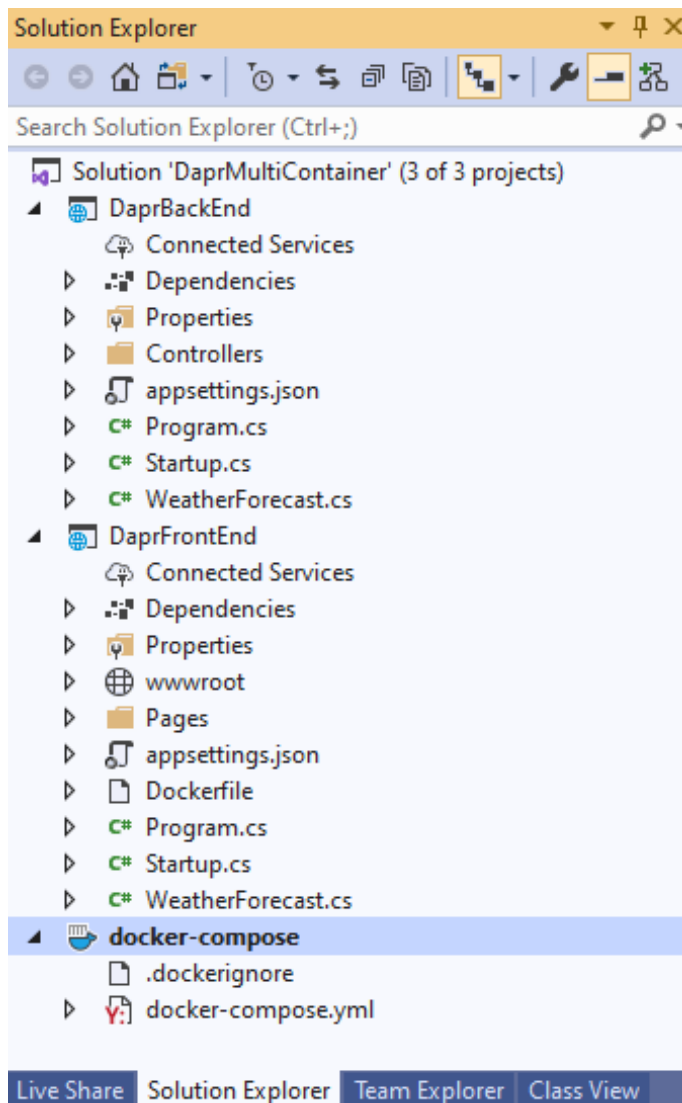 Solution Explorer
Search Solution Explorer (Ctrl+;)
Solution 'DaprMultiContainer' (3 of 3 projects)
DaprBackEnd
Connected Services
Dependencies
Properties
Controllers
appsettings.json
C# Program.cs
C# Startup.cs
C# WeatherForecast.cs
DaprFrontEnd
Connected Services
Dependencies
Properties
wwwroot
Pages
appsettings.json
Dockerfile
C# Program.cs
C# Startup.cs
C# WeatherForecast.cs
docker-compose
.dockerignore
Y: docker-compose.yml
Live Share Solution Explorer Team Explorer Class View